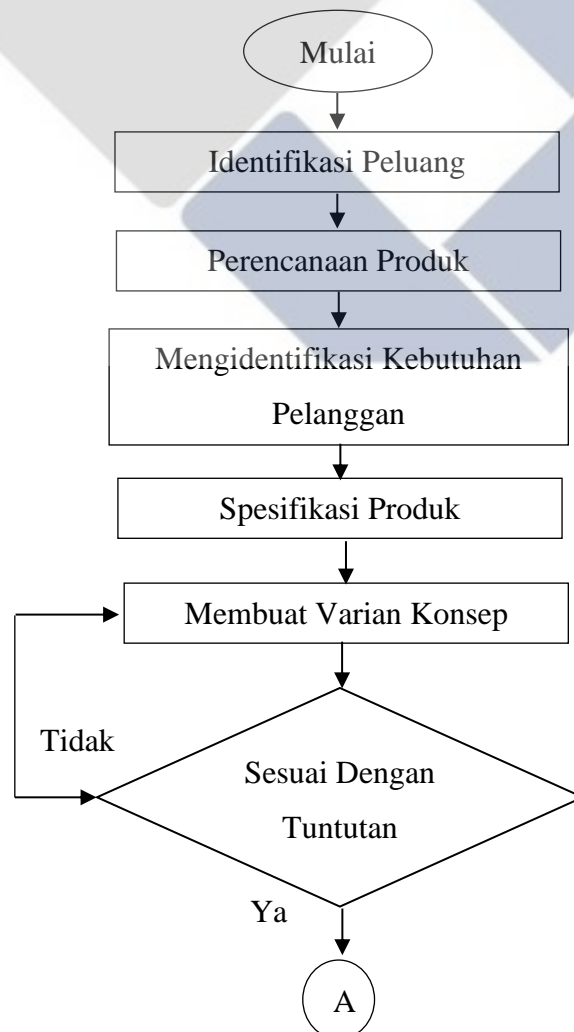 Mulai
Identifikasi Peluang
Perencanaan Produk
Mengidentifikasi Kebutuhan
Pelanggan
Spesifikasi Produk
Membuat Varian Konsep
Tidak
Sesuai Dengan
Tuntutan
Ya
A